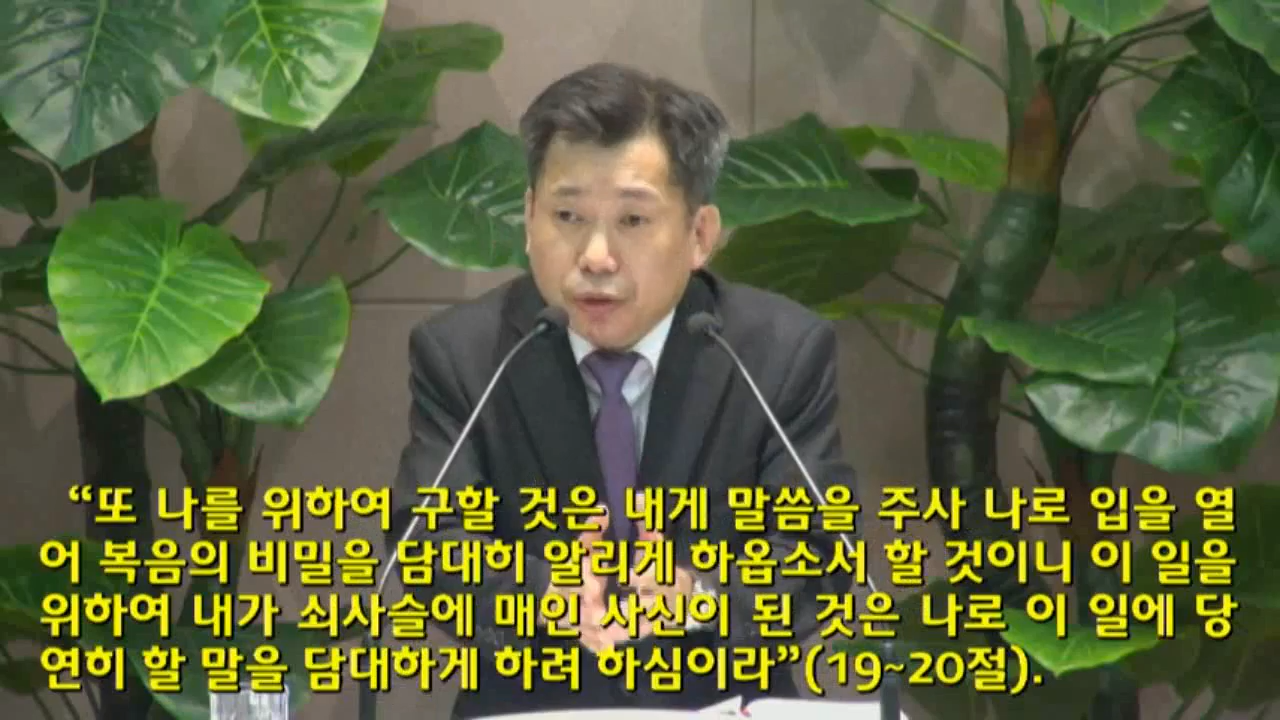 “또 나를 위하여 구할 것은 내게 말씀을 주사 나로 입을 열
어 복음의 비밀을 담대히 알리게 하옵소서 할 것이니 이 일을
위하여 내가 쇠사슬에 매인 사신이 된 것은 나로 이 일에 당
연히 할 말을 담대하게 하려 하심이라”(19~20절).